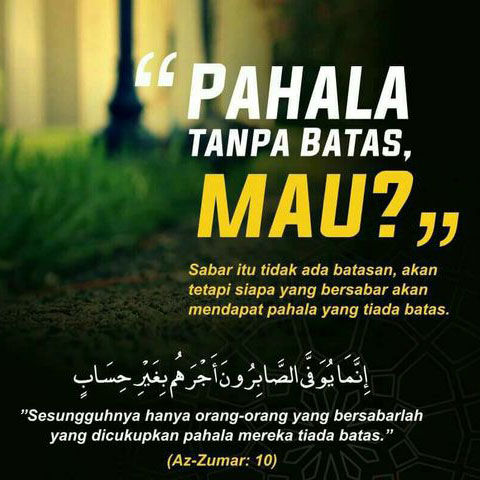 “PAHALA
TANPA BATAS,
MAU?”
Sabar itu tidak ada batasan, akan
tetapi siapa yang bersabar akan
mendapat pahala yang tiada batas.
إِنَّمَا يُوَفَّى الصَّابِرُونَ أَجْرَهُم بِغَيْرِ حِسَابٍ
”Sesungguhnya hanya orang-orang yang bersabarlah
yang dicukupkan pahala mereka tiada batas.”
(Az-Zumar: 10)